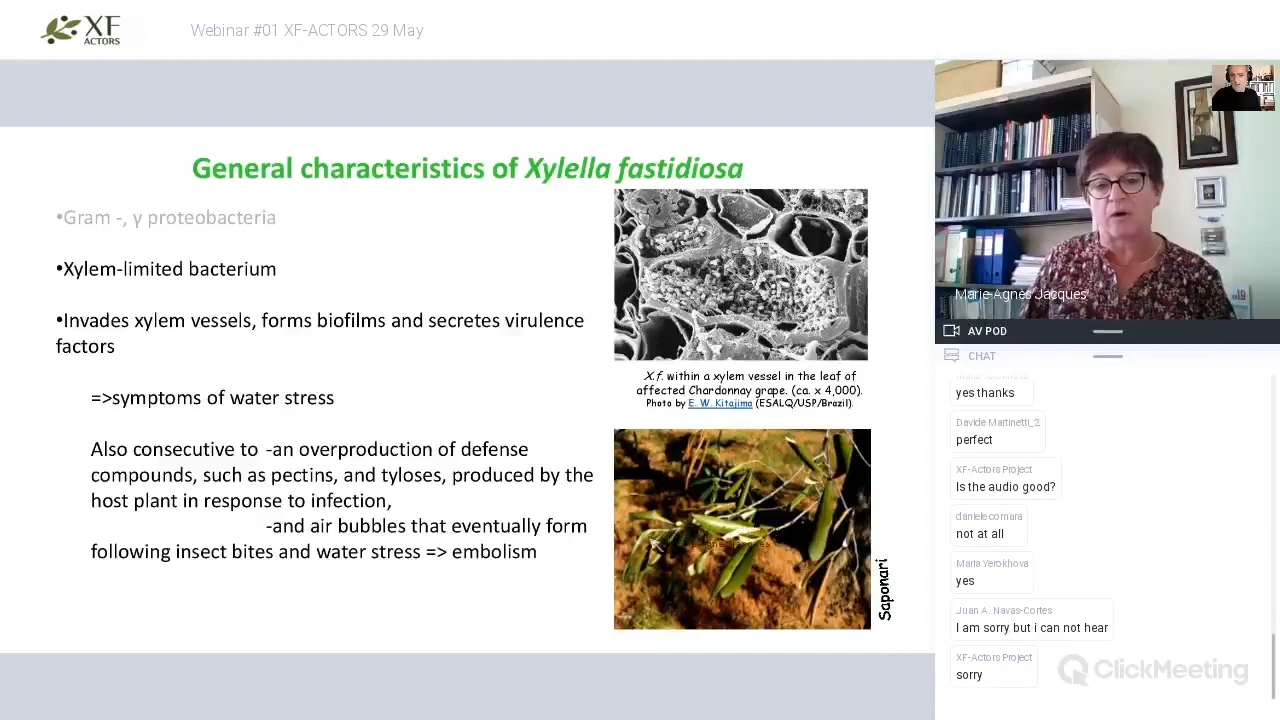 XF
ACTORS
Webinar #01 XF-ACTORS 29 May
General characteristics of Xylella fastidiosa
•Gram -, γ proteobacteria
•Xylem-limited bacterium
•Invades xylem vessels, forms biofilms and secretes virulence
factors
=>symptoms of water stress
Also consecutive to -an overproduction of defense
compounds, such as pectins, and tyloses, produced by the
host plant in response to infection,
-and air bubbles that eventually form
following insect bites and water stress => embolism
X.f. within a xylem vessel in the leaf of
affected Chardonnay grape. (ca. x 4,000).
Photo by E. W. Kitajima (ESALQ/USP/Brazil).
Saponari
Marie-Agnès Jacques
AV POD
CHAT
yes thanks
Davide Martinetti_2
perfect
XF-Actors Project
Is the audio good?
daniele cornara
not at all
Maria Yerokhova
yes
Juan A. Navas-Cortes
I am sorry but i can not hear
XF-Actors Project
sorry
ClickMeeting